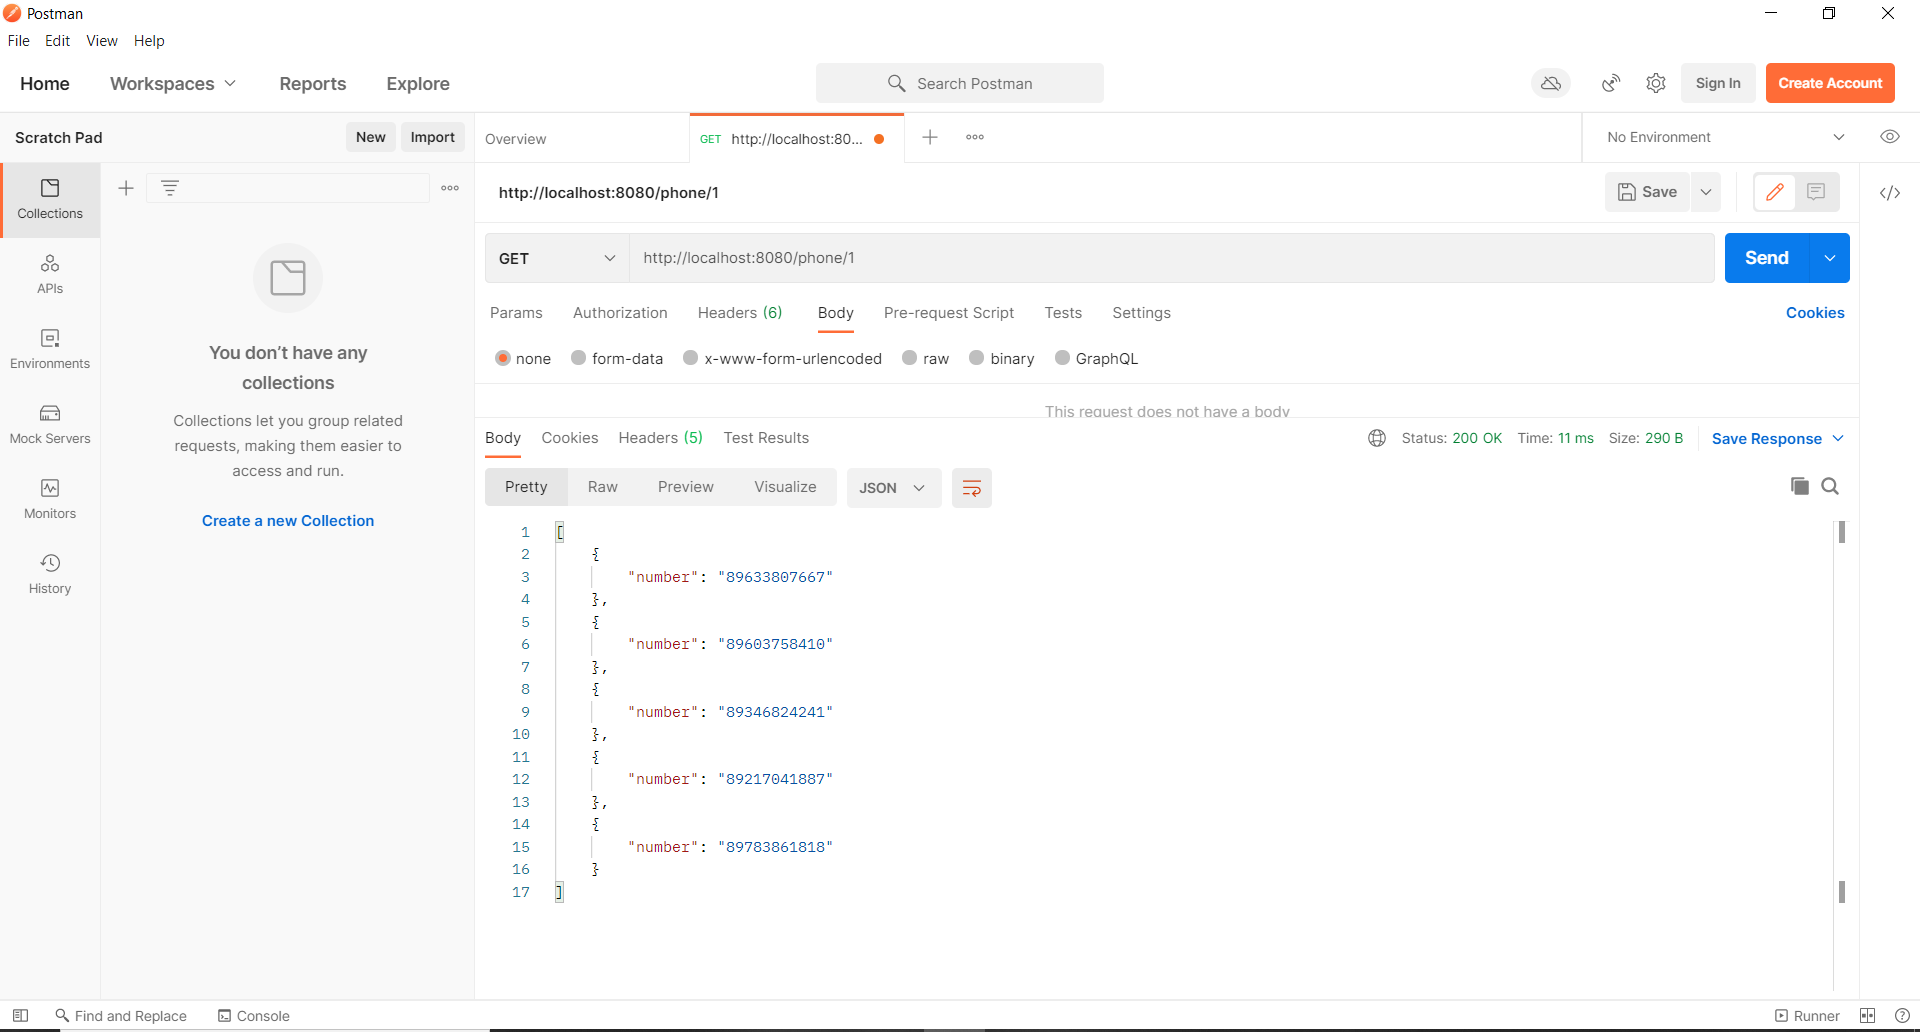 Postman
File Edit View Help
Home Workspaces Reports Explore Search Postman Sign In Create Account
Scratch Pad New Import Overview GET http://localhost:80... No Environment
http://localhost:8080/phone/1 Save
GET http://localhost:8080/phone/1 Send
Params Authorization Headers (6) Body Pre-request Script Tests Settings Cookies
none form-data x-www-form-urlencoded raw binary GraphQL
This request does not have a body
Collections
APIs
Environments
Mock Servers
Monitors
History
You don’t have any
collections
Collections let you group related
requests, making them easier to
access and run.
Create a new Collection
Body Cookies Headers (5) Test Results Status: 200 OK Time: 11 ms Size: 290 B Save Response
Pretty Raw Preview Visualize JSON
1 [
2 {
3 "number": "89633807667"
4 },
5 {
6 "number": "89603758410"
7 },
8 {
9 "number": "89346824241"
10 },
11 {
12 "number": "89217041887"
13 },
14 {
15 "number": "89783861818"
16 }
17 ]
Find and Replace Console Runner